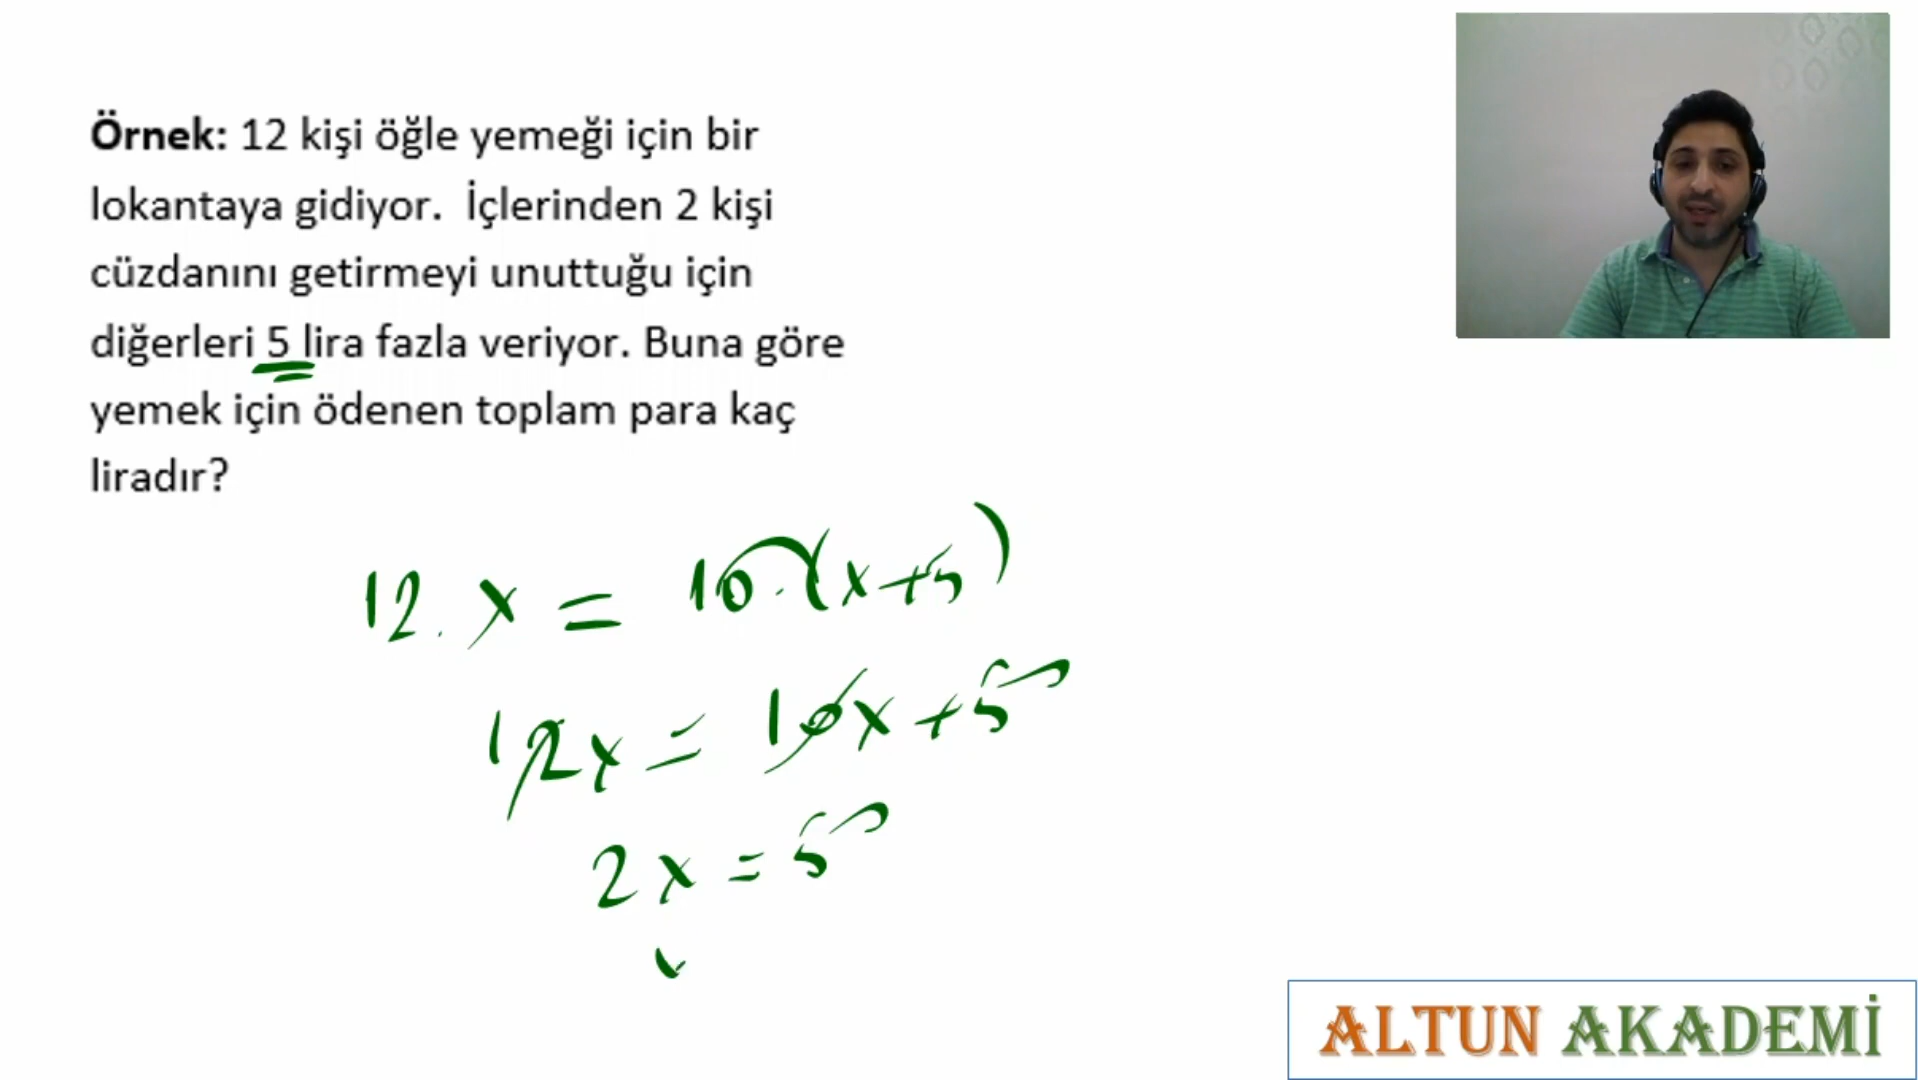 Örnek: 12 kişi öğle yemeği için bir
lokantaya gidiyor. İçlerinden 2 kişi
cüzdanını getirmeyi unuttuğu için
diğerleri 5 lira fazla veriyor. Buna göre
yemek için ödenen toplam para kaç
liradır?
12.x = 10.(x+5)
12x = 10x+50
2x = 50
ALTUN AKADEMİ